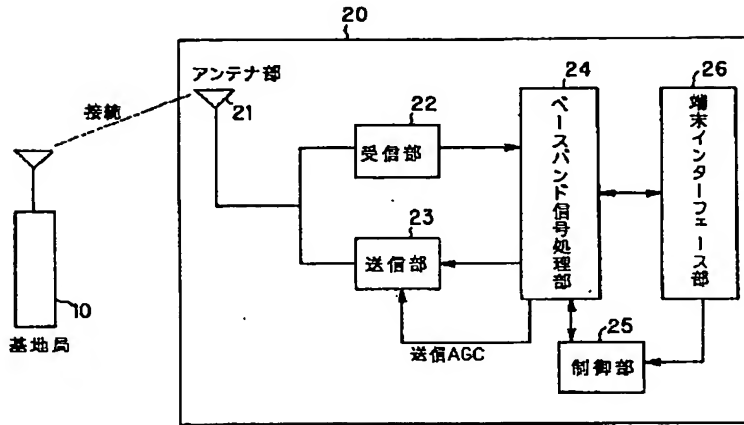 20
アンテナ部
21
接続
10
基地局
22
受信部
23
送信部
送信AGC
24
ベースバンド信号処理部
25
制御部
26
端末インターフェース部